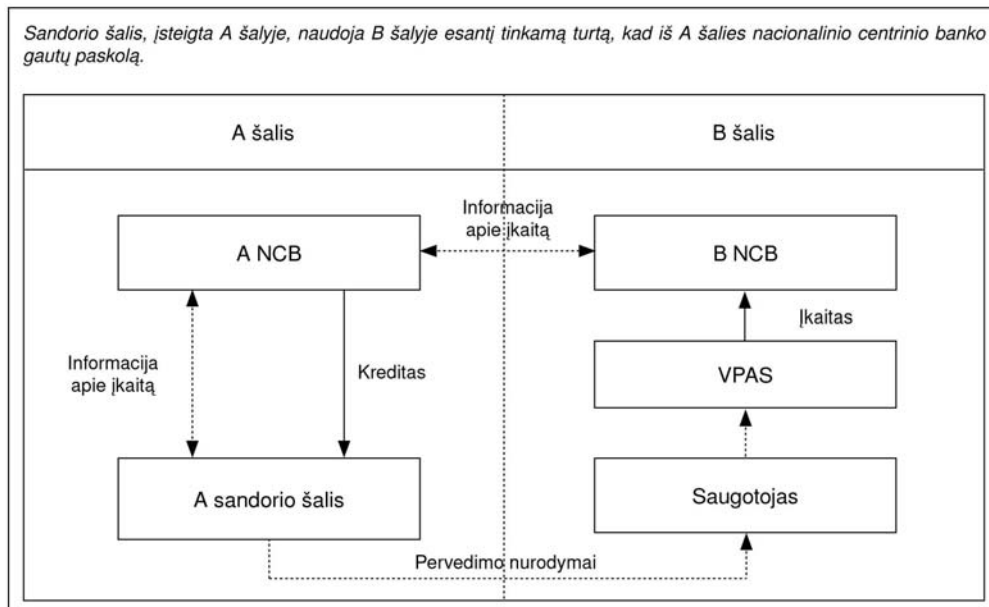 Sandorio šalis, įsteigta A šalyje, naudoja B šalyje esantį tinkamą turtą, kad iš A šalies nacionalinio centrinio banko
gautų paskolą.
A šalis
B šalis
Informacija
apie įkaitą
A NCB
B NCB
Įkaitas
Informacija
apie įkaitą
Kreditas
VPAS
A sandorio šalis
Saugotojas
Pervedimo nurodymai